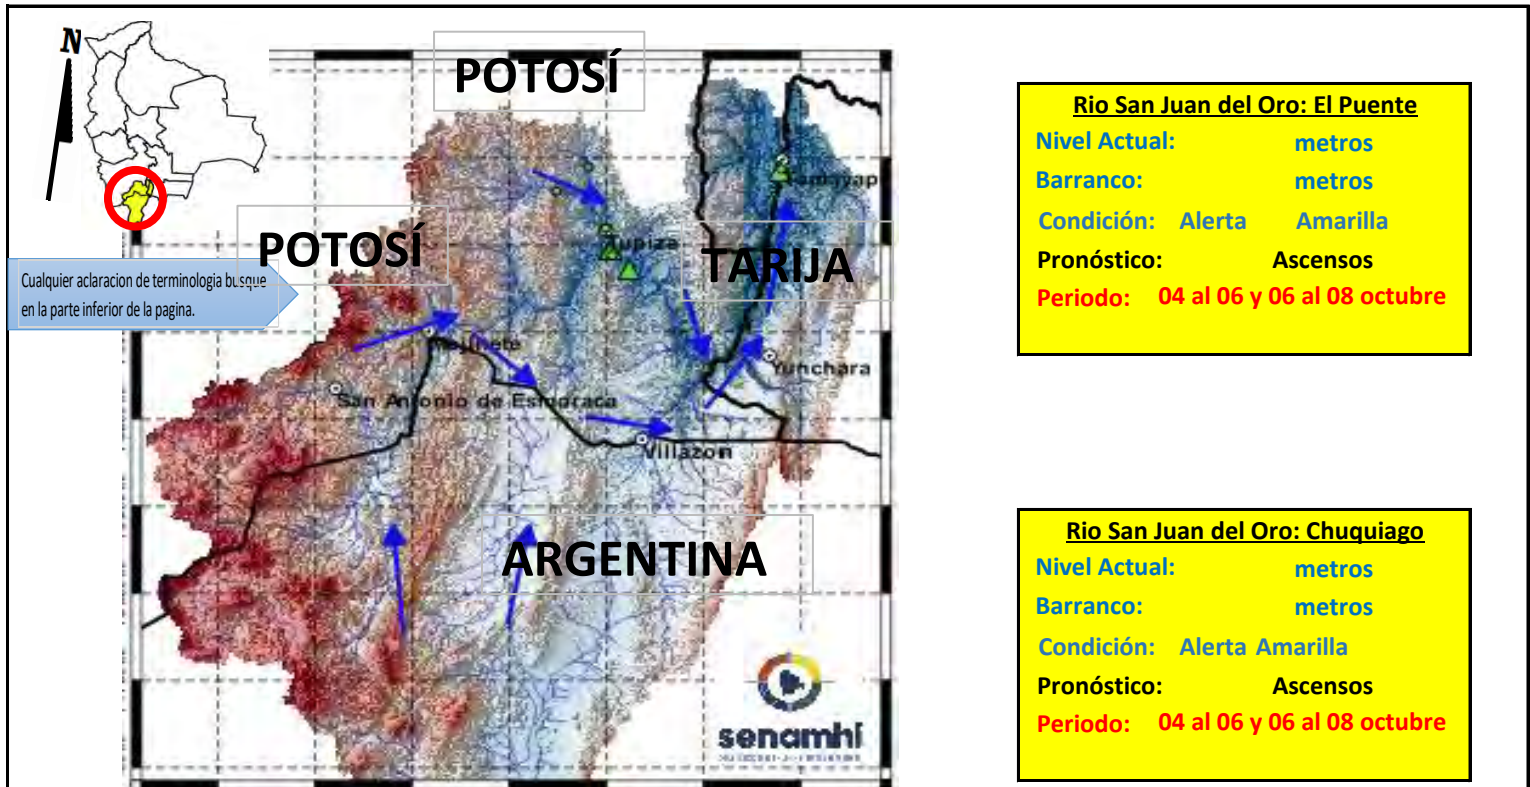 N
POTOSÍ
POTOSÍ
Cualquier aclaracion de terminologia busque
en la parte inferior de la pagina.
Tupiza
TARIJA
Yunchara
San Antonio de Esmoraca
Villazon
ARGENTINA
senamhi
Rio San Juan del Oro: El Puente
Nivel Actual: metros
Barranco: metros
Condición: Alerta Amarilla
Pronóstico: Ascensos
Periodo: 04 al 06 y 06 al 08 octubre
Rio San Juan del Oro: Chuquiago
Nivel Actual: metros
Barranco: metros
Condición: Alerta Amarilla
Pronóstico: Ascensos
Periodo: 04 al 06 y 06 al 08 octubre